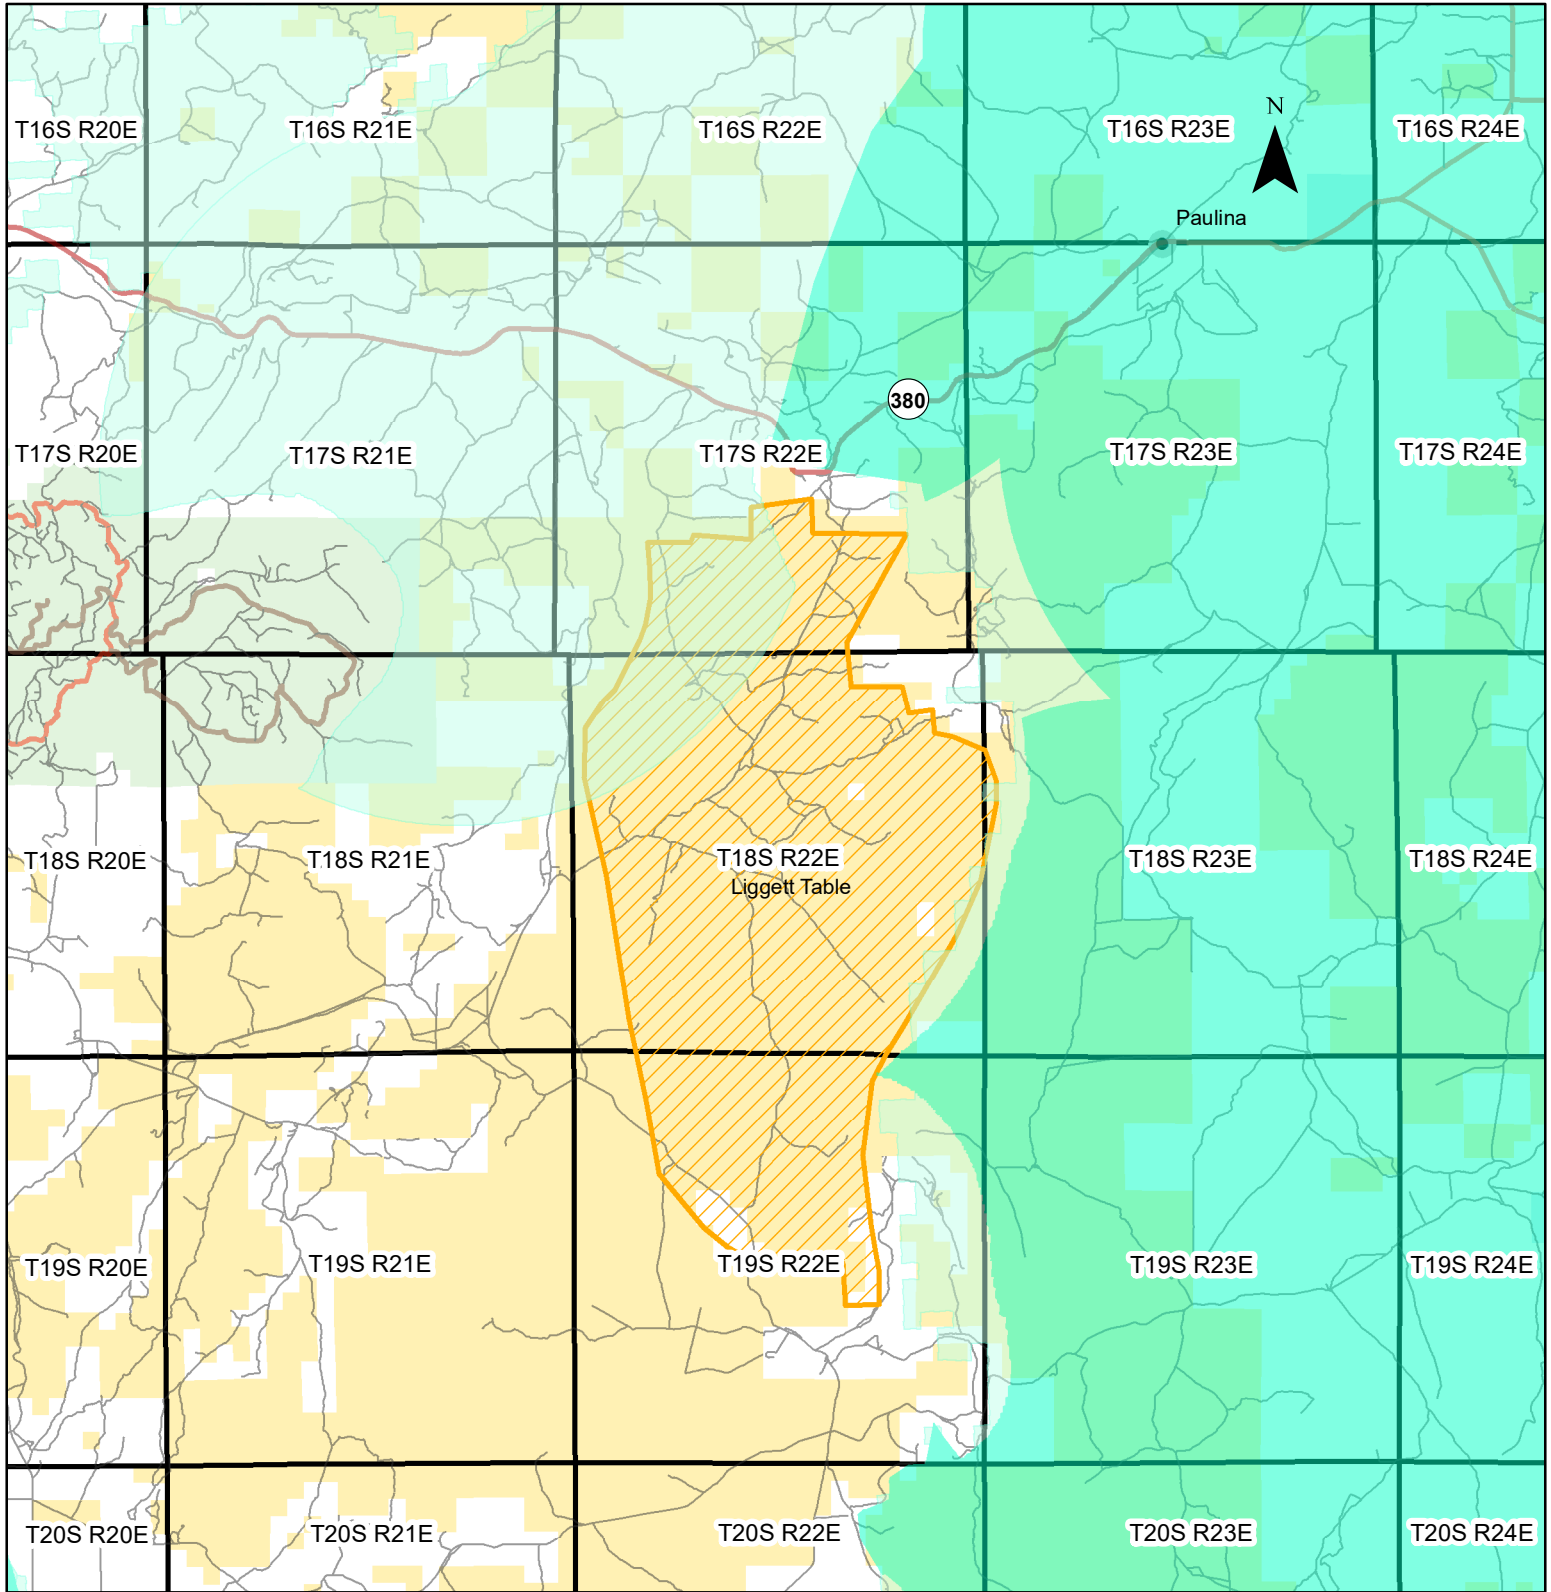 N
T16S R20E
T16S R21E
T16S R22E
T16S R23E
T16S R24E
Paulina
380
T17S R20E
T17S R21E
T17S R22E
T17S R23E
T17S R24E
T18S R20E
T18S R21E
T18S R22E
T18S R23E
T18S R24E
Liggett Table
T19S R20E
T19S R21E
T19S R22E
T19S R23E
T19S R24E
T20S R20E
T20S R21E
T20S R22E
T20S R23E
T20S R24E